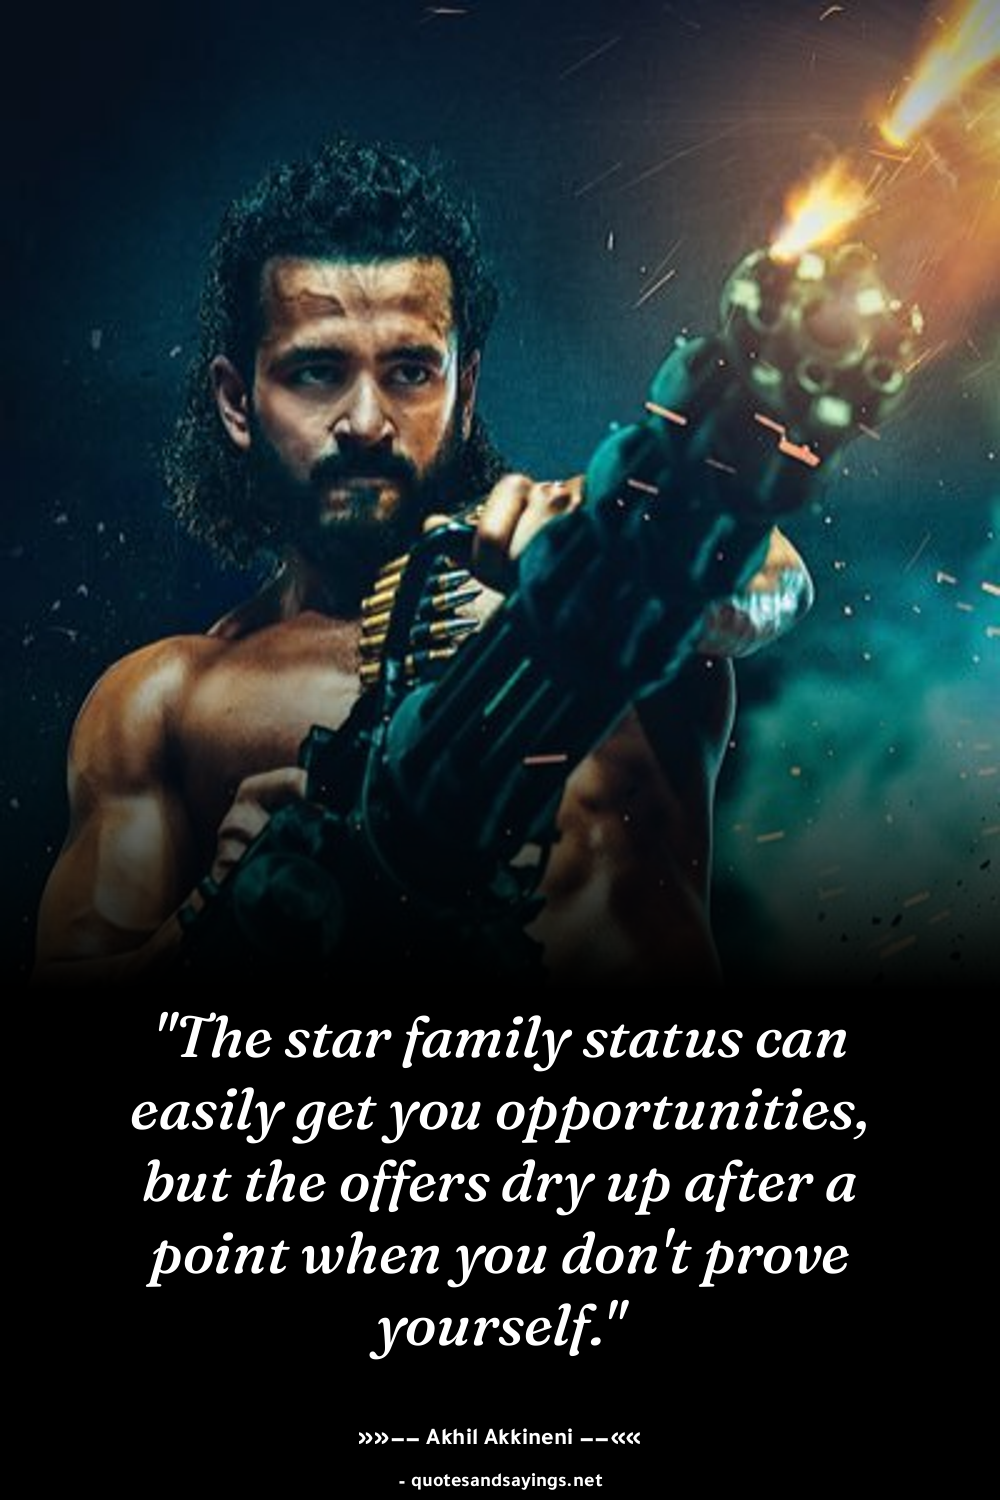 "The star family status can
easily get you opportunities,
but the offers dry up after a
point when you don't prove
yourself."
»»–– Akhil Akkineni ––««
- quotesandsayings.net